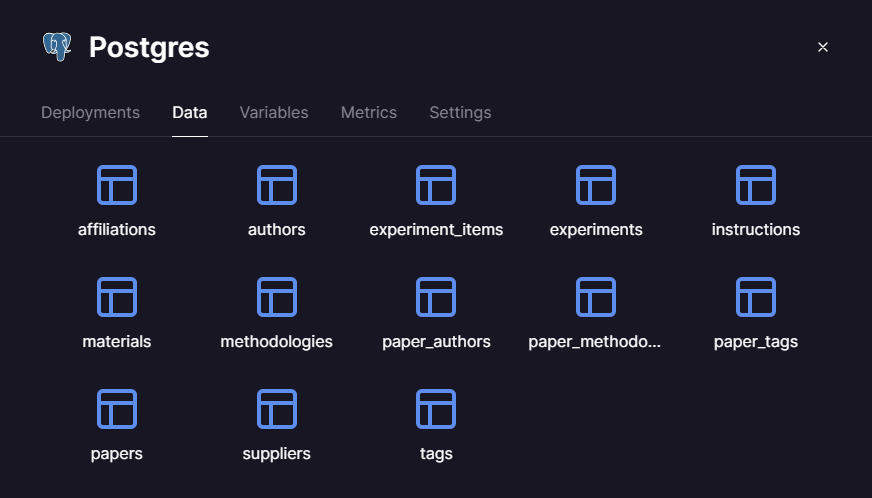 Postgres
Deployments Data Variables Metrics Settings
affiliations authors experiment_items experiments instructions
materials methodologies paper_authors paper_methodo... paper_tags
papers suppliers tags